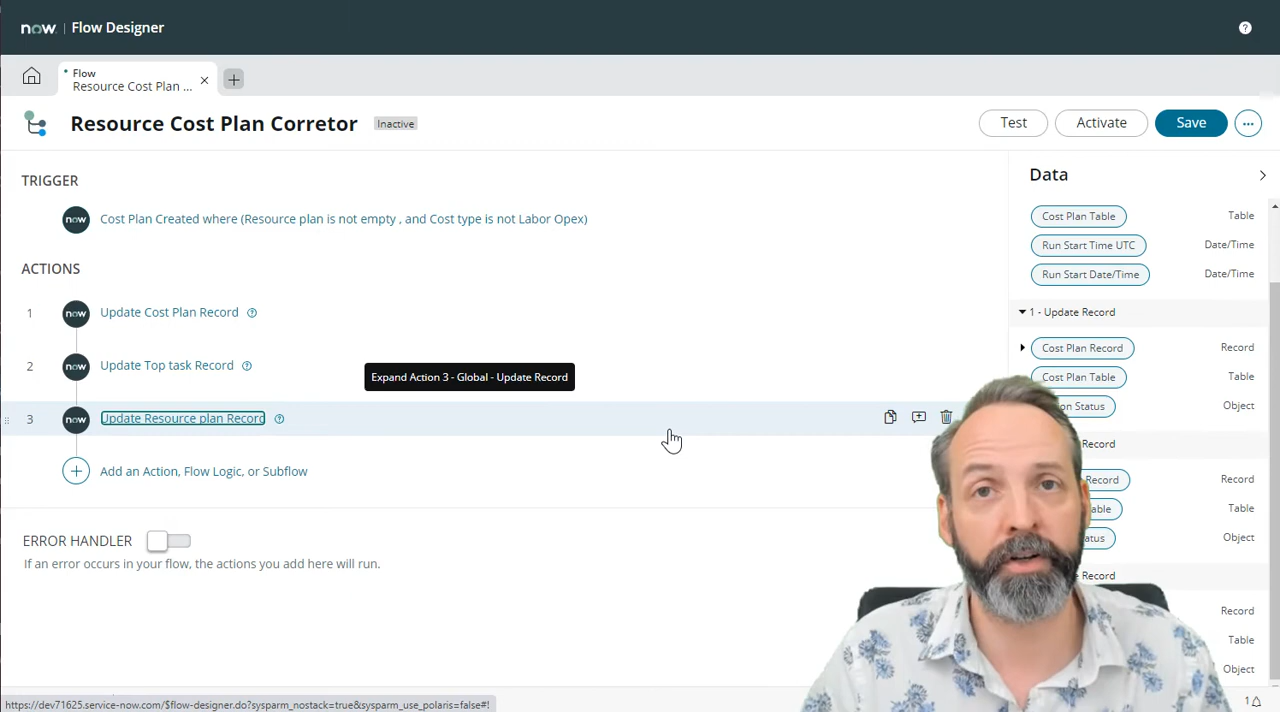 now. | Flow Designer
?
Flow
Resource Cost Plan ...
Resource Cost Plan Corretor
Inactive
Test
Activate
Save
TRIGGER
now
Cost Plan Created where (Resource plan is not empty , and Cost type is not Labor Opex)
ACTIONS
1
now
Update Cost Plan Record
2
now
Update Top task Record
Expand Action 3 - Global - Update Record
3
now
Update Resource plan Record
Add an Action, Flow Logic, or Subflow
ERROR HANDLER
If an error occurs in your flow, the actions you add here will run.
Data
Cost Plan Table
Table
Run Start Time UTC
Date/Time
Run Start Date/Time
Date/Time
1 - Update Record
Cost Plan Record
Record
Cost Plan Table
Table
Status
Object
Record
Record
Record
Table
Object
Record
Record
Table
Object
https://dev71625.service-now.com/$flow-designer.do?sysparm_nostack=true&sysparm_use_polaris=false#!
1